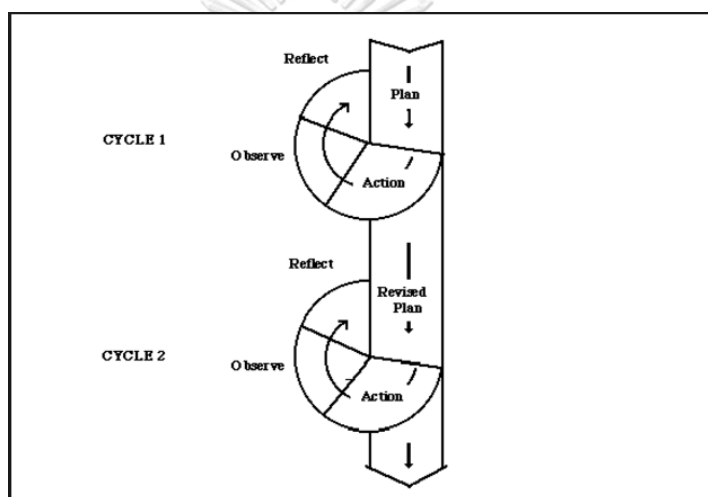 Reflect
Plan
CYCLE 1
Observe
Action
Reflect
Revised
Plan
CYCLE 2
Observe
Action